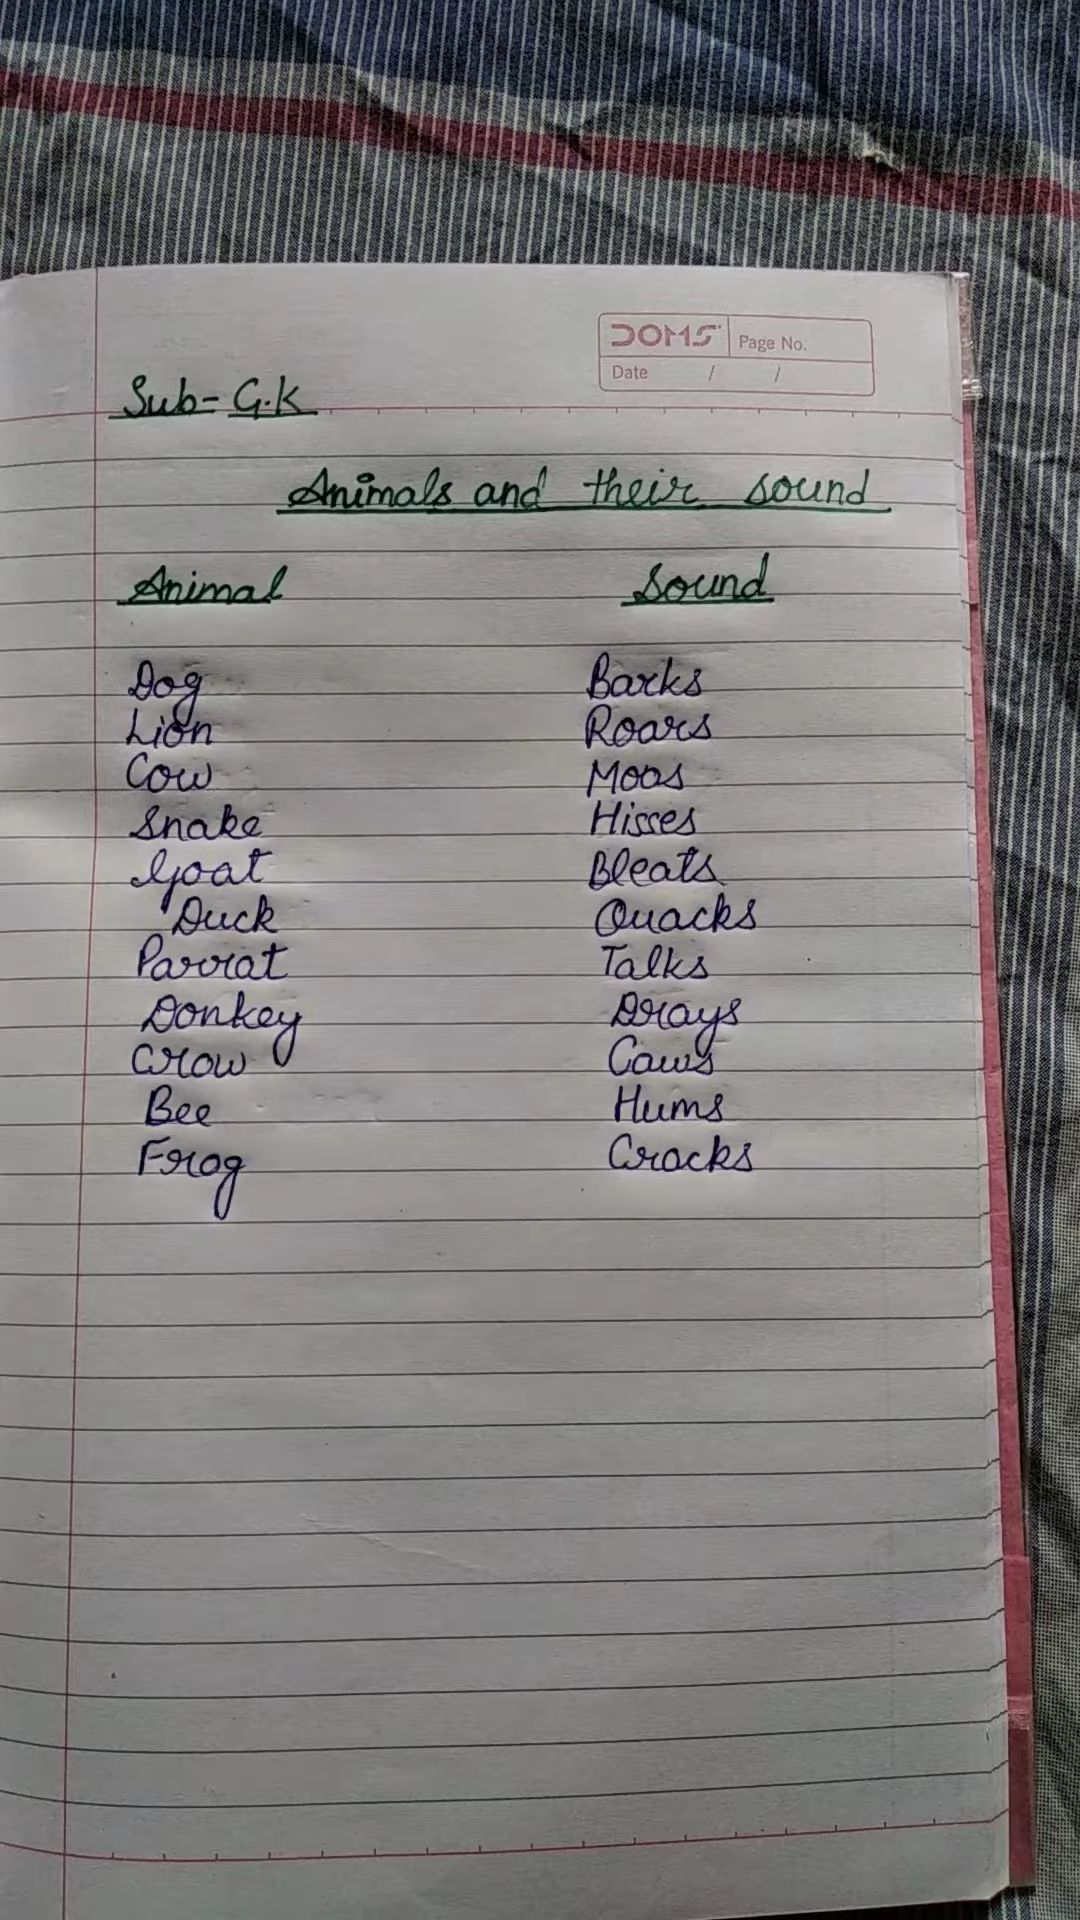 DOMS Page No.
Date / /
Sub- G.K
Animals and their sound
Animal Sound
Dog Barks
Lion Roars
Cow Moos
Snake Hisses
Goat Bleats
Duck Quacks
Parrat Talks
Donkey Brays
Crow Caws
Bee Hums
Frog Cracks